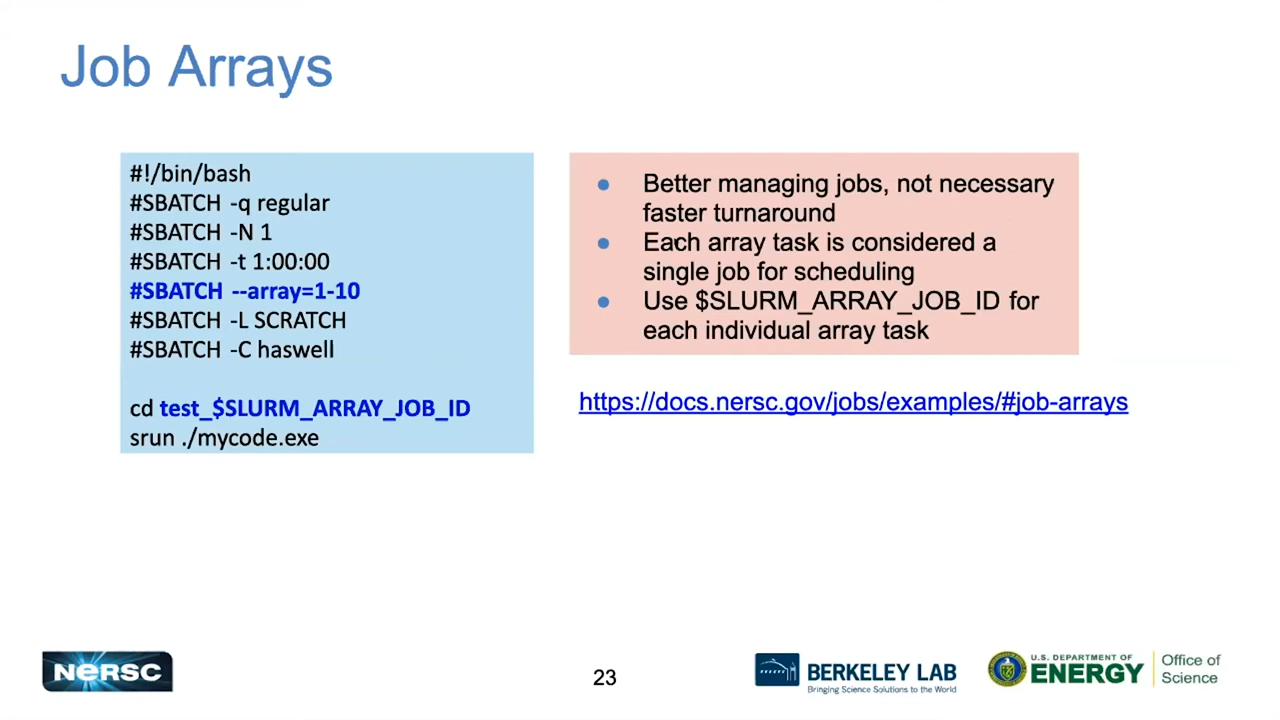 Job Arrays
#!/bin/bash
#SBATCH -q regular
#SBATCH -N 1
#SBATCH -t 1:00:00
#SBATCH --array=1-10
#SBATCH -L SCRATCH
#SBATCH -C haswell
cd test_$SLURM_ARRAY_JOB_ID
srun ./mycode.exe
● Better managing jobs, not necessary
faster turnaround
● Each array task is considered a
single job for scheduling
● Use $SLURM_ARRAY_JOB_ID for
each individual array task
https://docs.nersc.gov/jobs/examples/#job-arrays
NERSC
23
BERKELEY LAB
Bringing Science Solutions to the World
U.S. DEPARTMENT OF
ENERGY
Office of
Science